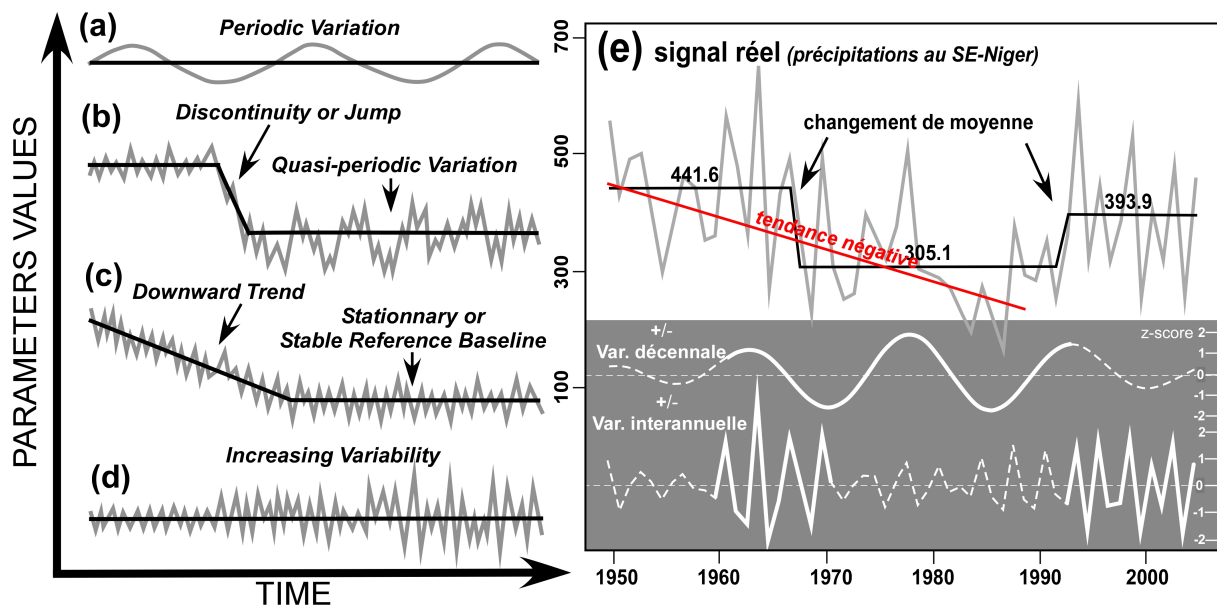 PARAMETERS VALUES
TIME
(a)
Periodic Variation
(b)
Discontinuity or Jump
Quasi-periodic Variation
(c)
Downward Trend
Stationnary or
Stable Reference Baseline
(d)
Increasing Variability
(e) signal réel (précipitations au SE-Niger)
700
500
300
100
changement de moyenne
441.6
393.9
tendance négative
305.1
+/-
Var. décennale
z-score
2
1
0
-1
-2
+/-
Var. interannuelle
2
1
0
-1
-2
1950 1960 1970 1980 1990 2000